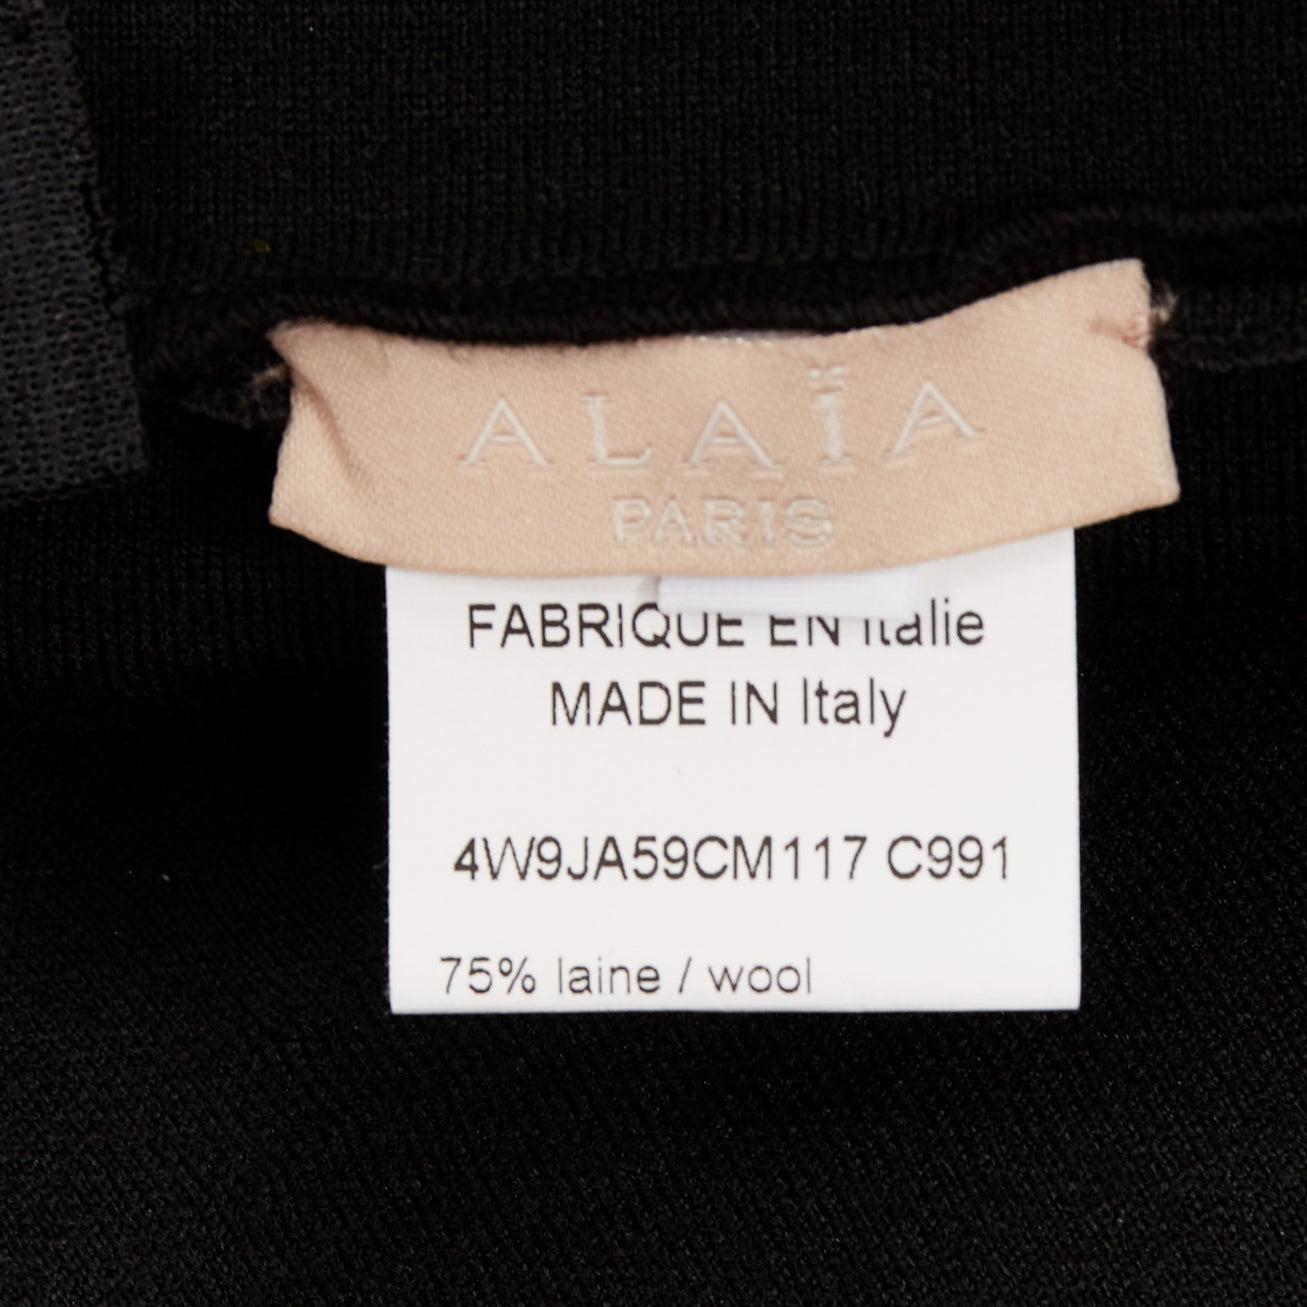 ALAÏA
PARIS
FABRIQUE EN Italie
MADE IN Italy
4W9JA59CM117 C991
75% laine / wool